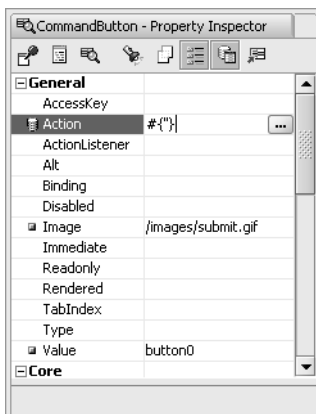 CommandButton - Property Inspector
General
AccessKey
Action #{''}
ActionListener
Alt
Binding
Disabled
Image /images/submit.gif
Immediate
Readonly
Rendered
TabIndex
Type
Value button0
Core